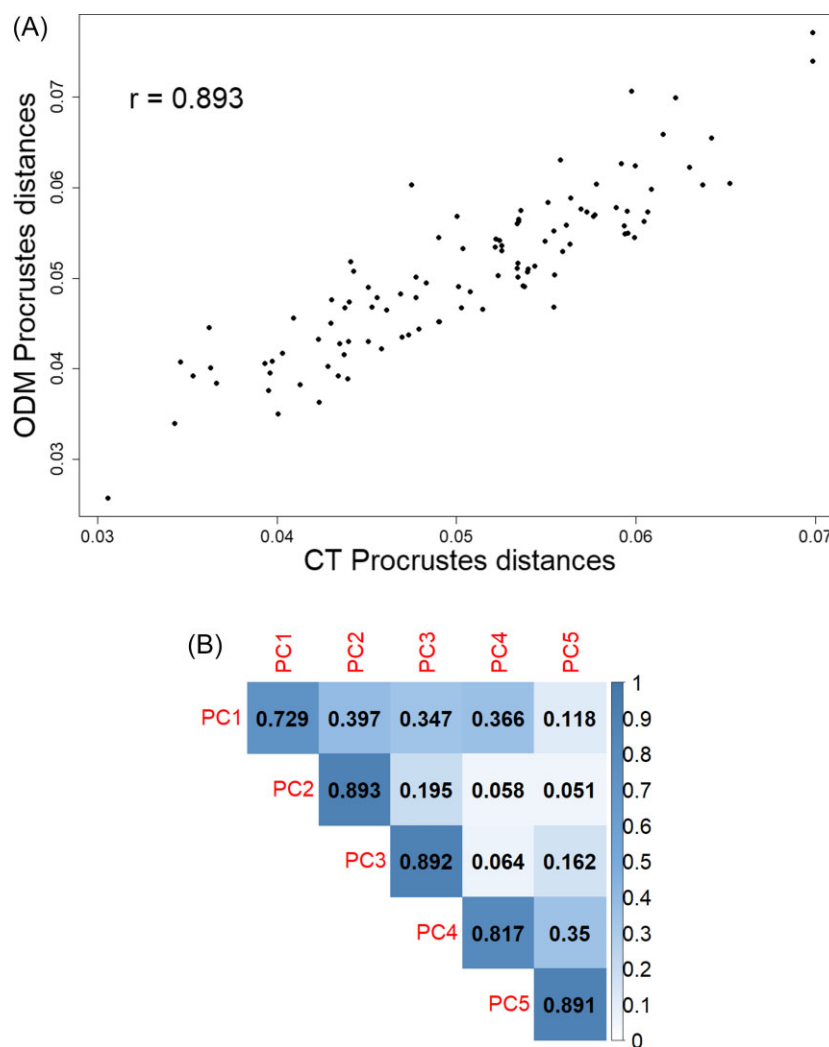 (A)
r = 0.893
ODM Procrustes distances
0.07
0.06
0.05
0.04
0.03
0.03 0.04 0.05 0.06 0.07
CT Procrustes distances
(B)
PC1 PC2 PC3 PC4 PC5
PC1 0.729 0.397 0.347 0.366 0.118
PC2 0.893 0.195 0.058 0.051
PC3 0.892 0.064 0.162
PC4 0.817 0.35
PC5 0.891
1
0.9
0.8
0.7
0.6
0.5
0.4
0.3
0.2
0.1
0